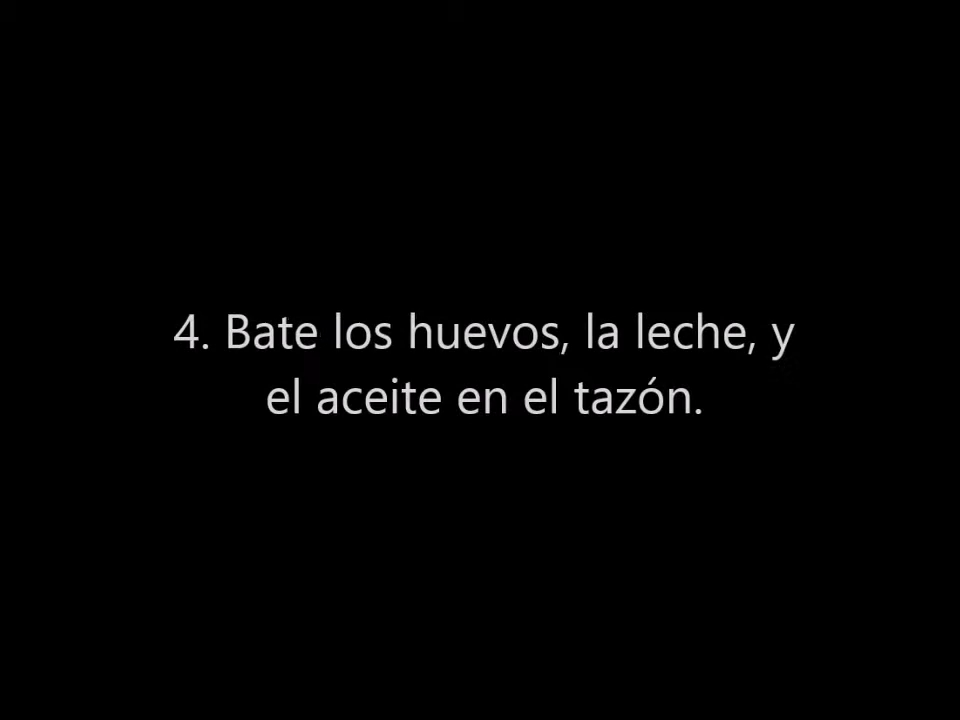 4. Bate los huevos, la leche, y
el aceite en el tazón.